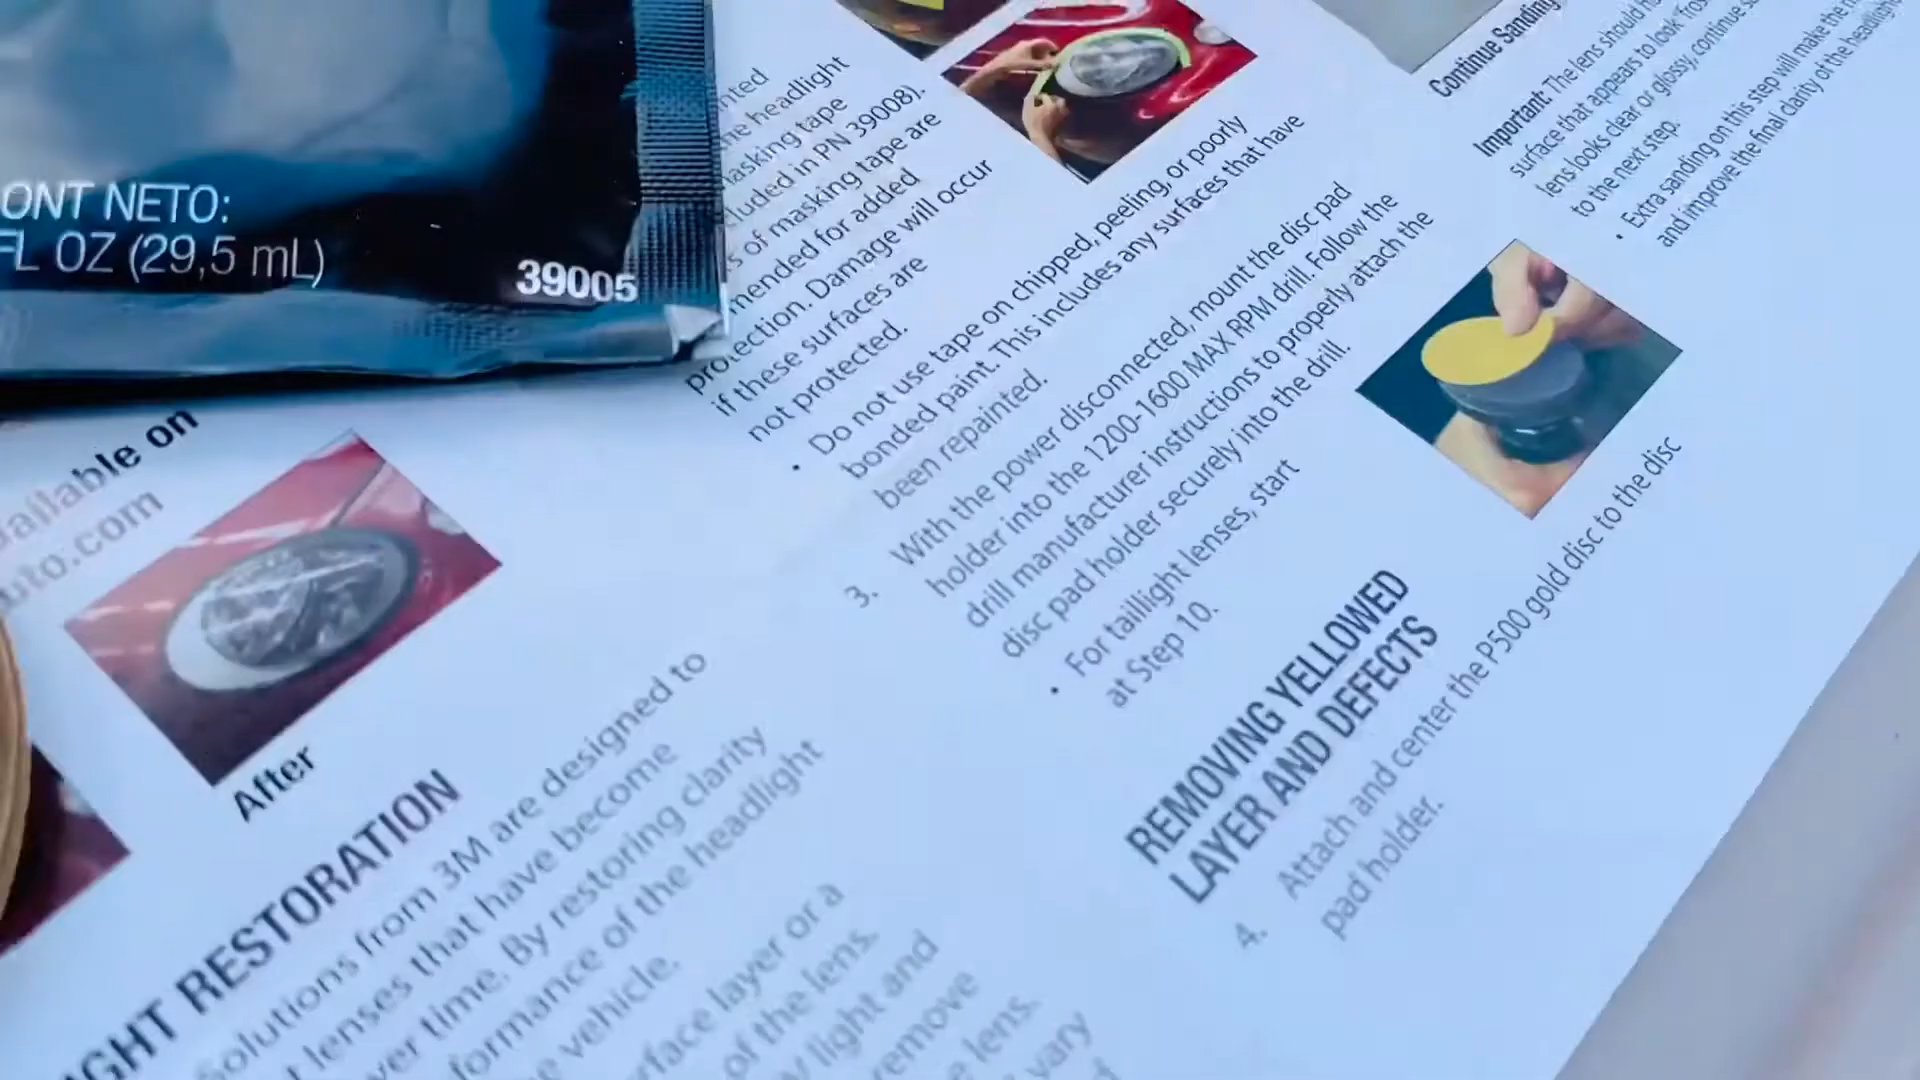 ONT NETO:
FL OZ (29,5 mL)
39005
ailable on
uto.com
After
GHT RESTORATION
Solutions from 3M are designed to
t lenses that have become
ver time. By restoring clarity
formance of the headlight
e vehicle.
rface layer or a
of the lens.
y light and
remove
e lens.
vary
of
nted
he headlight
masking tape
cluded in PN 39008).
s of masking tape are
mended for added
protection. Damage will occur
if these surfaces are
not protected.
• Do not use tape on chipped, peeling, or poorly
bonded paint. This includes any surfaces that have
been repainted.
3. With the power disconnected, mount the disc pad
holder into the 1200-1600 MAX RPM drill. Follow the
drill manufacturer instructions to properly attach the
disc pad holder securely into the drill.
• For taillight lenses, start
at Step 10.
REMOVING YELLOWED
LAYER AND DEFECTS
4. Attach and center the P500 gold disc to the disc
pad holder.
Continue Sanding
Important: The lens should h
surface that appears to look fros
lens looks clear or glossy, continue s
to the next step.
• Extra sanding on this step will make the n
and improve the final clarity of the headlight